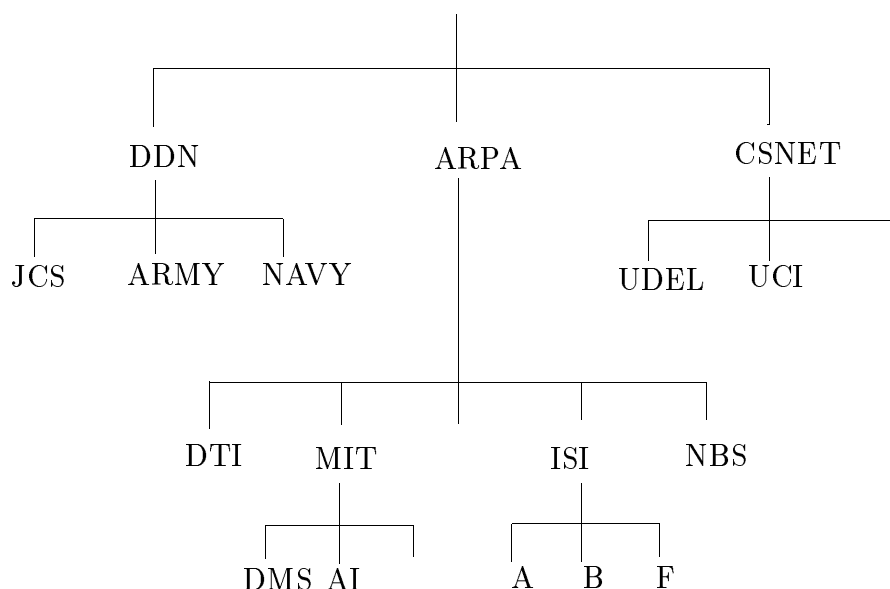 DDN ARPA CSNET
JCS ARMY NAVY UDEL UCI
DTI MIT ISI NBS
DMS AI A B F